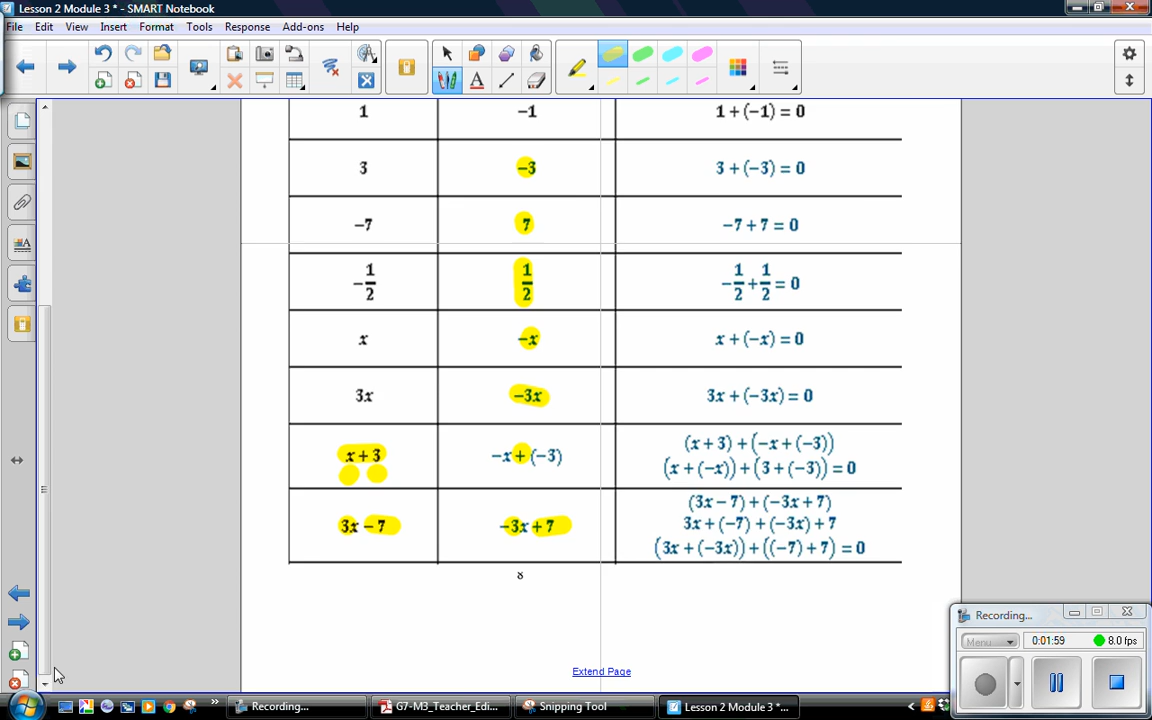 Lesson 2 Module 3 * - SMART Notebook
File Edit View Insert Format Tools Response Add-ons Help
1 −1 1 + (−1) = 0
3 −3 3 + (−3) = 0
−7 7 −7 + 7 = 0
−1/2 1/2 −1/2 + 1/2 = 0
x −x x + (−x) = 0
3x −3x 3x + (−3x) = 0
x + 3 −x + (−3) (x + 3) + (−x + (−3))
(x + (−x)) + (3 + (−3)) = 0
3x − 7 −3x + 7 (3x − 7) + (−3x + 7)
3x + (−7) + (−3x) + 7
(3x + (−3x)) + ((−7) + 7) = 0
Extend Page
Recording...
Menu 0:01:59 8.0 fps
Recording... G7-M3_Teacher_Edi... Snipping Tool Lesson 2 Module 3 *...